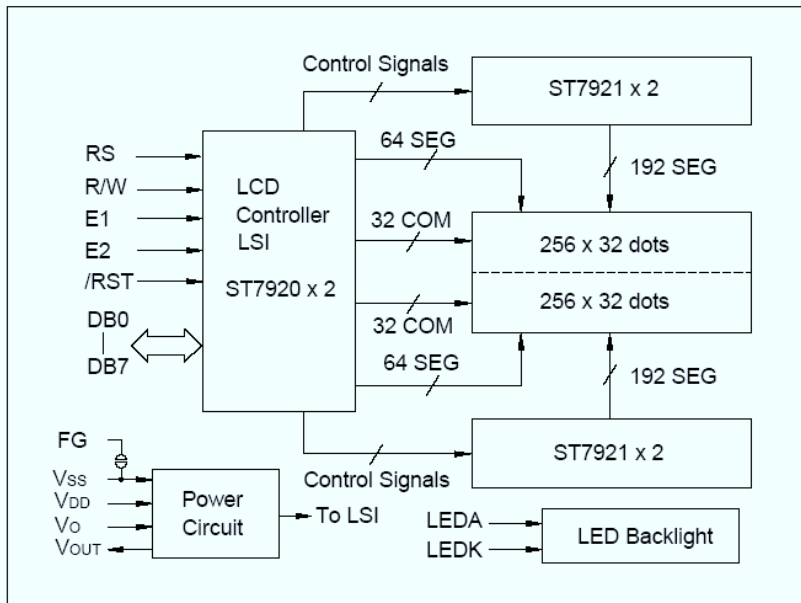 Control Signals
ST7921 x 2
64 SEG
192 SEG
RS
R/W
E1
E2
/RST
DB0
DB7
LCD
Controller
LSI
ST7920 x 2
32 COM
256 x 32 dots
256 x 32 dots
32 COM
64 SEG
192 SEG
Control Signals
ST7921 x 2
FG
VSS
VDD
VO
VOUT
Power
Circuit
To LSI
LEDA
LEDK
LED Backlight